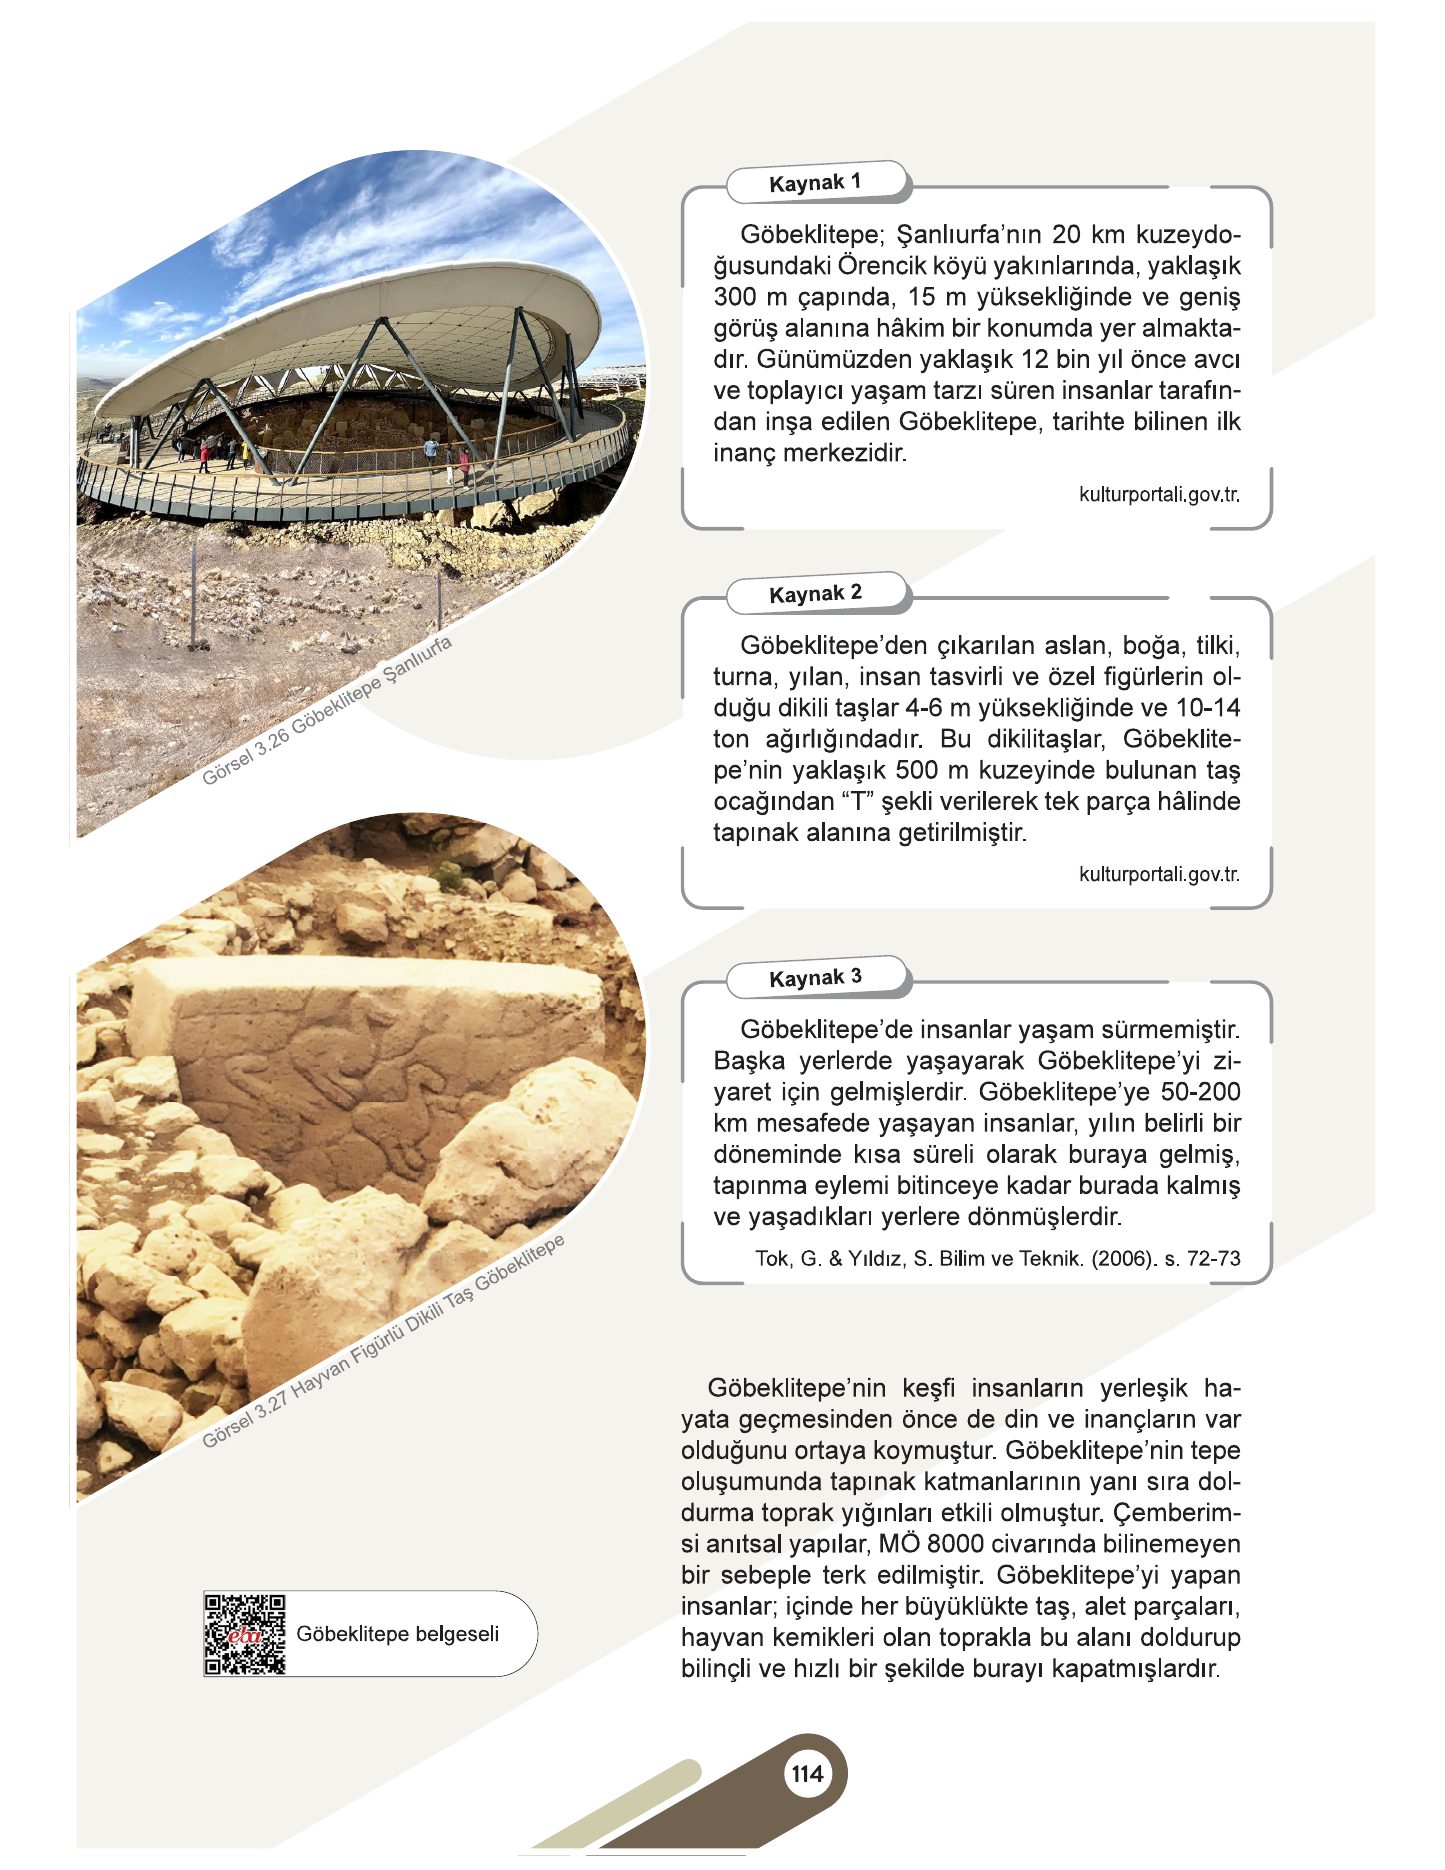 Kaynak 1
Göbeklitepe; Şanlıurfa’nın 20 km kuzeydo-
ğusundaki Örencik köyü yakınlarında, yaklaşık
300 m çapında, 15 m yüksekliğinde ve geniş
görüş alanına hâkim bir konumda yer almakta-
dır. Günümüzden yaklaşık 12 bin yıl önce avcı
ve toplayıcı yaşam tarzı süren insanlar tarafın-
dan inşa edilen Göbeklitepe, tarihte bilinen ilk
inanç merkezidir.
kulturportali.gov.tr.
Görsel 3.26 Göbeklitepe Şanlıurfa
Kaynak 2
Göbeklitepe’den çıkarılan aslan, boğa, tilki,
turna, yılan, insan tasvirli ve özel figürlerin ol-
duğu dikili taşlar 4-6 m yüksekliğinde ve 10-14
ton ağırlığındadır. Bu dikilitaşlar, Göbeklite-
pe’nin yaklaşık 500 m kuzeyinde bulunan taş
ocağından “T” şekli verilerek tek parça hâlinde
tapınak alanına getirilmiştir.
kulturportali.gov.tr.
Kaynak 3
Göbeklitepe’de insanlar yaşam sürmemiştir.
Başka yerlerde yaşayarak Göbeklitepe’yi zi-
yaret için gelmişlerdir. Göbeklitepe’ye 50-200
km mesafede yaşayan insanlar, yılın belirli bir
döneminde kısa süreli olarak buraya gelmiş,
tapınma eylemi bitinceye kadar burada kalmış
ve yaşadıkları yerlere dönmüşlerdir.
Tok, G. & Yıldız, S. Bilim ve Teknik. (2006). s. 72-73
Görsel 3.27 Hayvan Figürlü Dikili Taş Göbeklitepe
Göbeklitepe’nin keşfi insanların yerleşik ha-
yata geçmesinden önce de din ve inançların var
olduğunu ortaya koymuştur. Göbeklitepe’nin tepe
oluşumunda tapınak katmanlarının yanı sıra dol-
durma toprak yığınları etkili olmuştur. Çemberim-
si anıtsal yapılar, MÖ 8000 civarında bilinemeyen
bir sebeple terk edilmiştir. Göbeklitepe’yi yapan
insanlar; içinde her büyüklükte taş, alet parçaları,
hayvan kemikleri olan toprakla bu alanı doldurup
bilinçli ve hızlı bir şekilde burayı kapatmışlardır.
eba
Göbeklitepe belgeseli
114